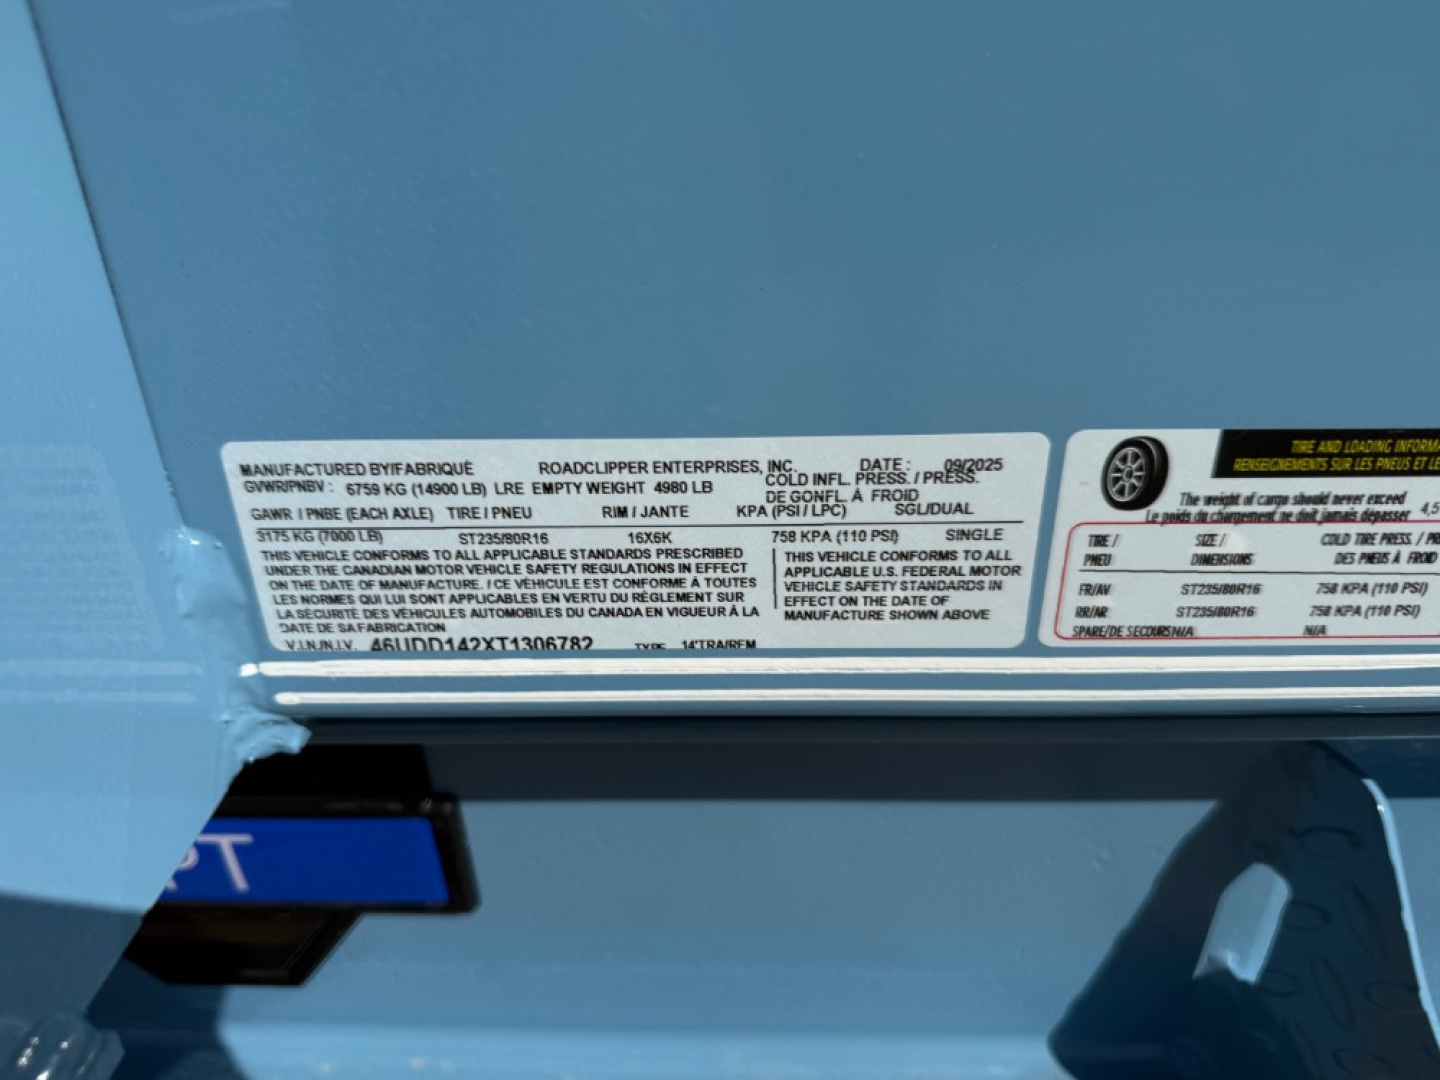 MANUFACTURED BY/FABRIQUÉ ROADCLIPPER ENTERPRISES, INC. DATE : 09/2025
GVWR/PNBV : 6759 KG (14900 LB) LRE EMPTY WEIGHT 4980 LB COLD INFL. PRESS. / PRESS.
DE GONFL. À FROID
GAWR / PNBE (EACH AXLE) TIRE / PNEU RIM / JANTE KPA (PSI / LPC) SGL/DUAL
3175 KG (7000 LB) ST235/80R16 16X6K 758 KPA (110 PSI) SINGLE
THIS VEHICLE CONFORMS TO ALL APPLICABLE STANDARDS PRESCRIBED
UNDER THE CANADIAN MOTOR VEHICLE SAFETY REGULATIONS IN EFFECT
ON THE DATE OF MANUFACTURE. / CE VÉHICULE EST CONFORME À TOUTES
LES NORMES QUI LUI SONT APPLICABLES EN VERTU DU RÈGLEMENT SUR
LA SÉCURITÉ DES VÉHICULES AUTOMOBILES DU CANADA EN VIGUEUR À LA
DATE DE SA FABRICATION
THIS VEHICLE CONFORMS TO ALL
APPLICABLE U.S. FEDERAL MOTOR
VEHICLE SAFETY STANDARDS IN
EFFECT ON THE DATE OF
MANUFACTURE SHOWN ABOVE
V.I.N./N.I.V. 46UDD142XT1306782 TYPE 14'TRA/REM
TIRE AND LOADING
RENSEIGNEMENTS SUR LES PNEUS ET
The weight of cargo should never exceed
Le poids du chargement ne doit jamais dépasser 4,5
TIRE / SIZE / COLD TIRE PRESS. /
PNEU DIMENSIONS DES PNEUS À FROID
FR/AV ST235/80R16 758 KPA (110 PSI)
RR/AR ST235/80R16 758 KPA (110 PSI)
SPARE/DE SECOURS N/A N/A
PT